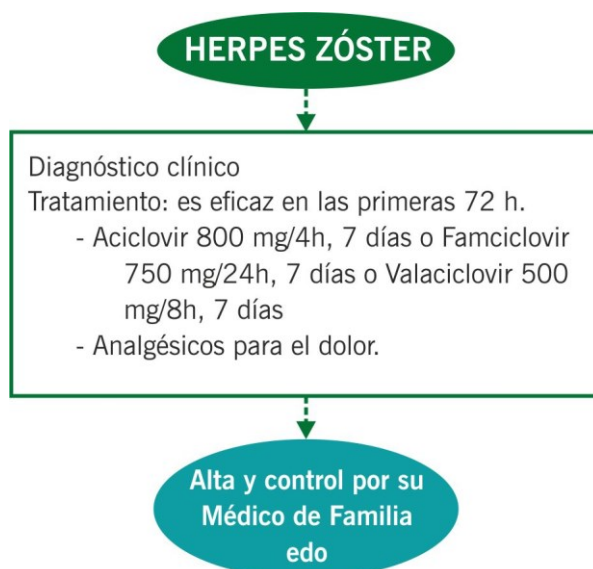 HERPES ZÓSTER
Diagnóstico clínico
Tratamiento: es eficaz en las primeras 72 h.
- Aciclovir 800 mg/4h, 7 días o Famciclovir
750 mg/24h, 7 días o Valaciclovir 500
mg/8h, 7 días
- Analgésicos para el dolor.
Alta y control por su
Médico de Familia
edo